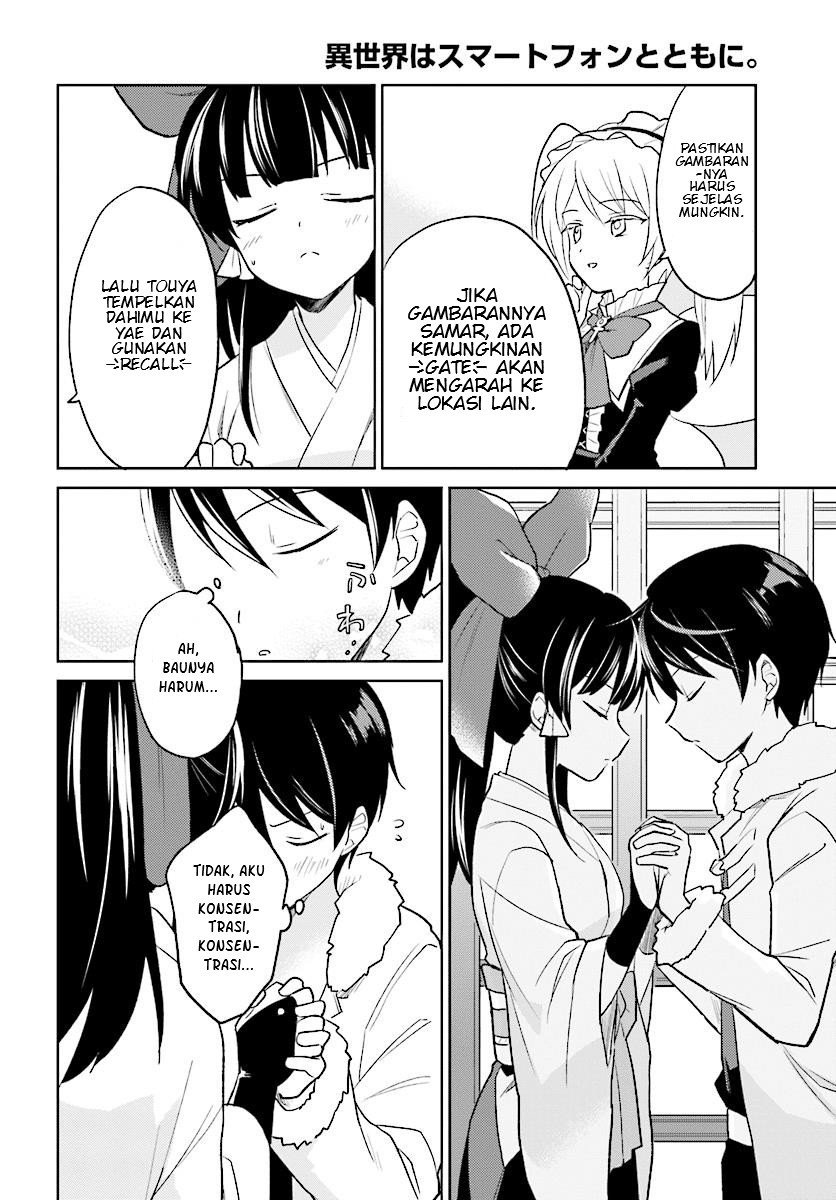 異世界はスマートフォンとともに。
PASTIKAN
GAMBARAN
-NYA
HARUS
SEJELAS
MUNGKIN.
JIKA
GAMBARANNYA
SAMAR, ADA
KEMUNGKINAN
-GATE- AKAN
MENGARAH KE
LOKASI LAIN.
LALU TOUYA
TEMPELKAN
DAHIMU KE
YAE DAN
GUNAKAN
-RECALL-
ふわ…
AH,
BAUNYA
HARUM...
TIDAK, AKU
HARUS
KONSEN-
TRASI,
KONSEN-
TRASI...